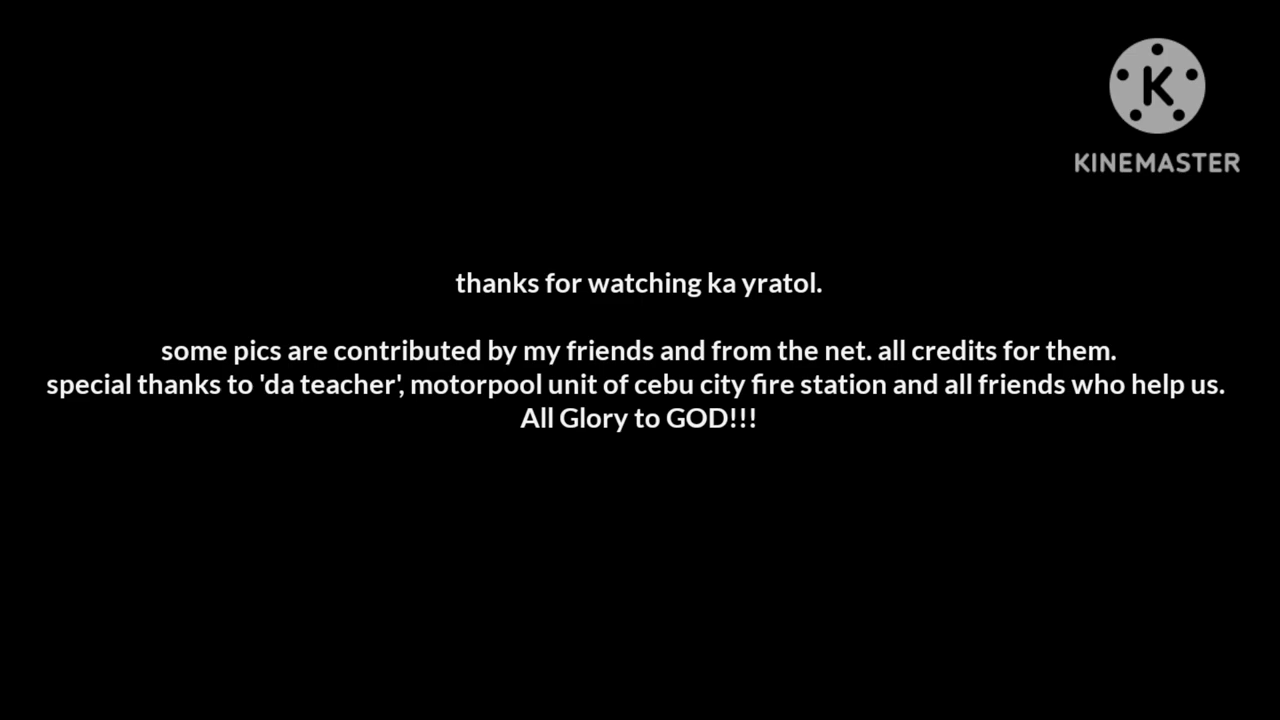 K
KINEMASTER
thanks for watching ka yratol.
some pics are contributed by my friends and from the net. all credits for them.
special thanks to 'da teacher', motorpool unit of cebu city fire station and all friends who help us.
All Glory to GOD!!!